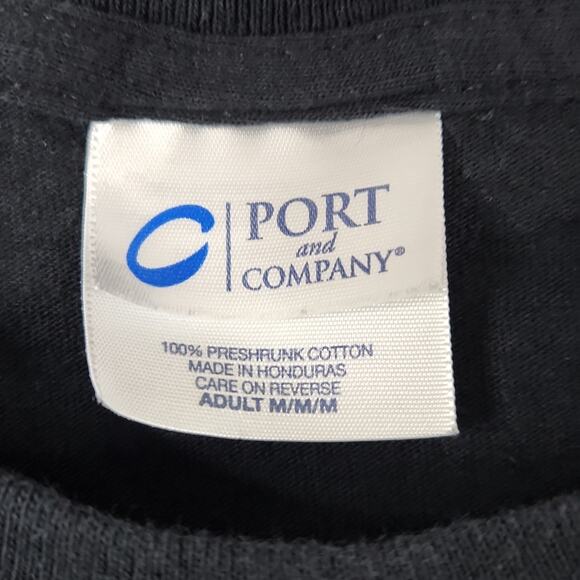 PORT
and
COMPANY®
100% PRESHRUNK COTTON
MADE IN HONDURAS
CARE ON REVERSE
ADULT M/M/M